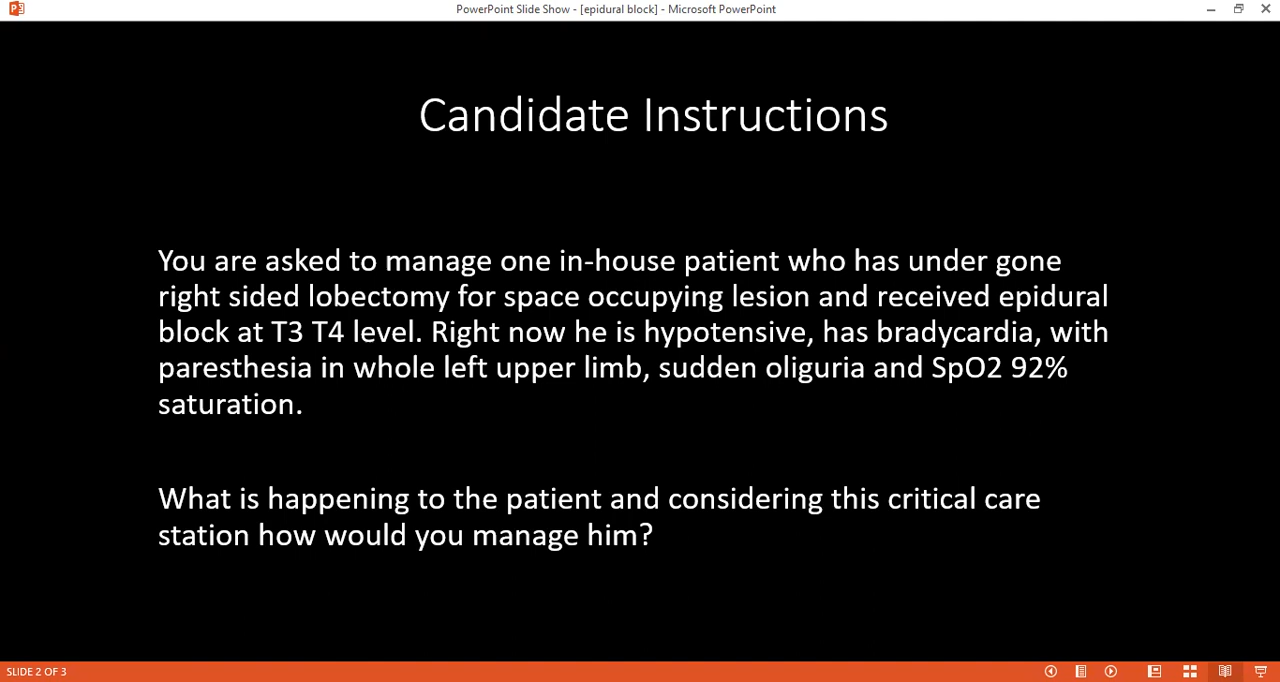 PowerPoint Slide Show - [epidural block] - Microsoft PowerPoint
Candidate Instructions
You are asked to manage one in-house patient who has under gone
right sided lobectomy for space occupying lesion and received epidural
block at T3 T4 level. Right now he is hypotensive, has bradycardia, with
paresthesia in whole left upper limb, sudden oliguria and SpO2 92%
saturation.
What is happening to the patient and considering this critical care
station how would you manage him?
SLIDE 2 OF 3